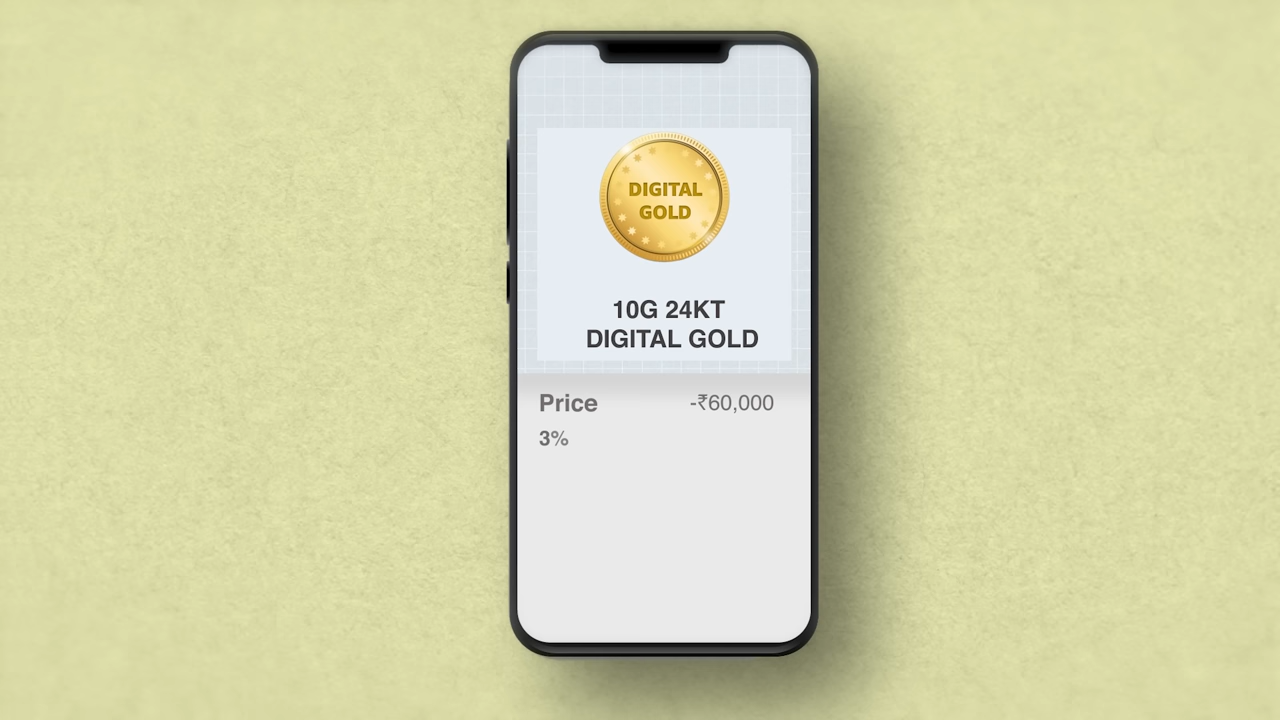 DIGITAL
GOLD
10G 24KT
DIGITAL GOLD
Price -₹60,000
3%